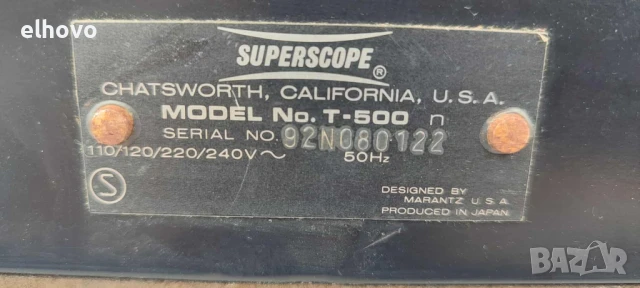 elhovo
SUPERSCOPE®
CHATSWORTH, CALIFORNIA, U.S.A.
MODEL No. T-500 n
SERIAL NO. 92N080122
110/120/220/240V~ 50Hz
S
DESIGNED BY
MARANTZ U.S.A.
PRODUCED IN JAPAN
BAZAR